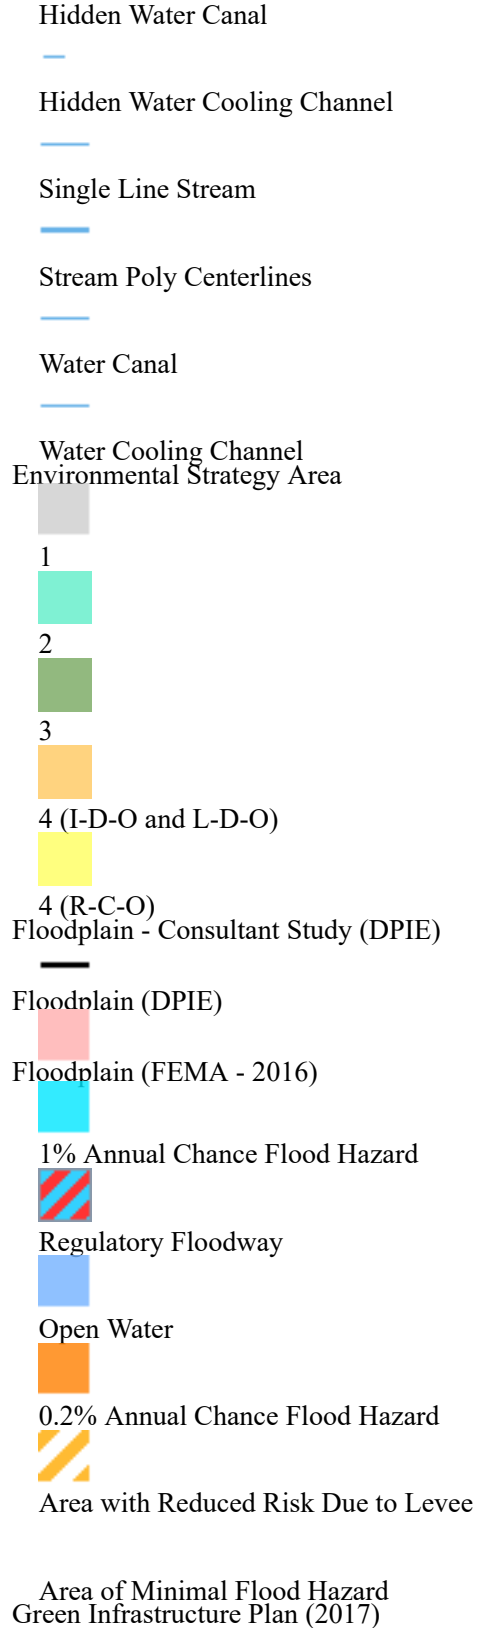 Hidden Water Canal
Hidden Water Cooling Channel
Single Line Stream
Stream Poly Centerlines
Water Canal
Water Cooling Channel
Environmental Strategy Area
1
2
3
4 (I-D-O and L-D-O)
4 (R-C-O)
Floodplain - Consultant Study (DPIE)
Floodplain (DPIE)
Floodplain (FEMA - 2016)
1% Annual Chance Flood Hazard
Regulatory Floodway
Open Water
0.2% Annual Chance Flood Hazard
Area with Reduced Risk Due to Levee
Area of Minimal Flood Hazard
Green Infrastructure Plan (2017)